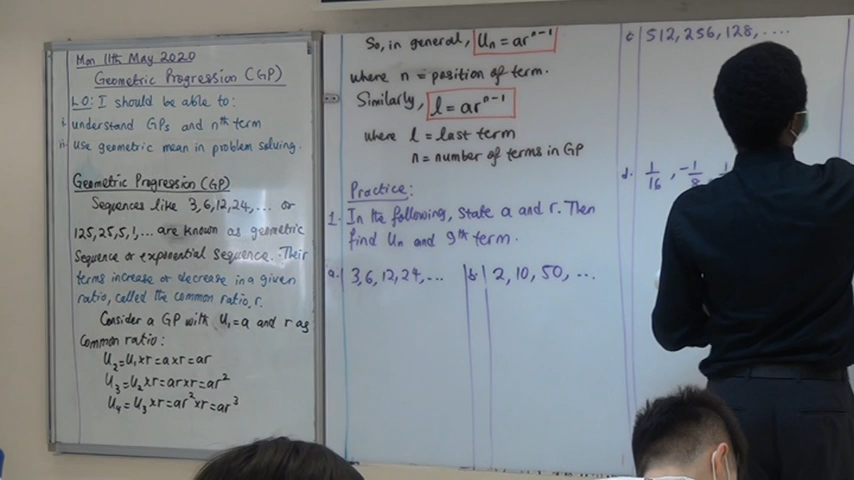 Mon 11th May 2020
Geometric Progression (GP)
LO: I should be able to:
i. understand GPs and nth term
ii. use geometric mean in problem solving.
Geometric Progression (GP)
Sequences like 3,6,12,24,... or
125,25,5,1,... are known as geometric
sequence or exponential sequence. Their
terms increase or decrease in a given
ratio, called the common ratio, r.
Consider a GP with U₁=a and r as
common ratio:
U₂=U₁×r=a×r=ar
U₃=U₂×r=ar×r=ar²
U₄=U₃×r=ar²×r=ar³
So, in general, Uₙ=arⁿ⁻¹
where n = position of term.
Similarly, l=arⁿ⁻¹
where l = last term
n = number of terms in GP
Practice:
1. In the following, state a and r. Then
find Uₙ and 9th term.
a. 3,6,12,24,...
b. 2,10,50,...
c. 512,256,128,....
d. 1/16, -1/8,